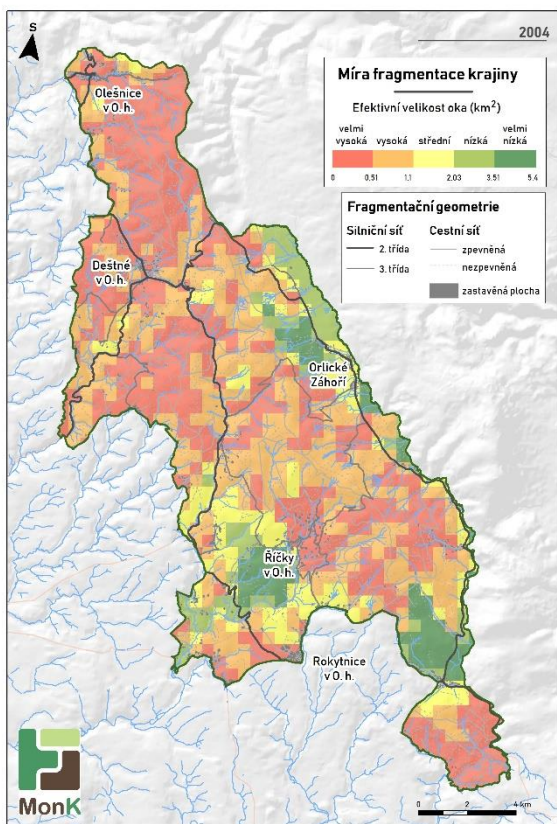 S
2004
Míra fragmentace krajiny
Efektivní velikost oka (km²)
velmi vysoká
vysoká
střední
nízká
velmi nízká
0
0,51
1,1
2,03
3,51
5,4
Fragmentační geometrie
Silniční síť
2. třída
3. třída
Cestní síť
zpevněná
nezpevněná
zastavěná plocha
Olešnice
v O. h.
Deštné
v O. h.
Orlické
Záhoří
Říčky
v O. h.
Rokytnice
v O. h.
MonK
0
2
4 km